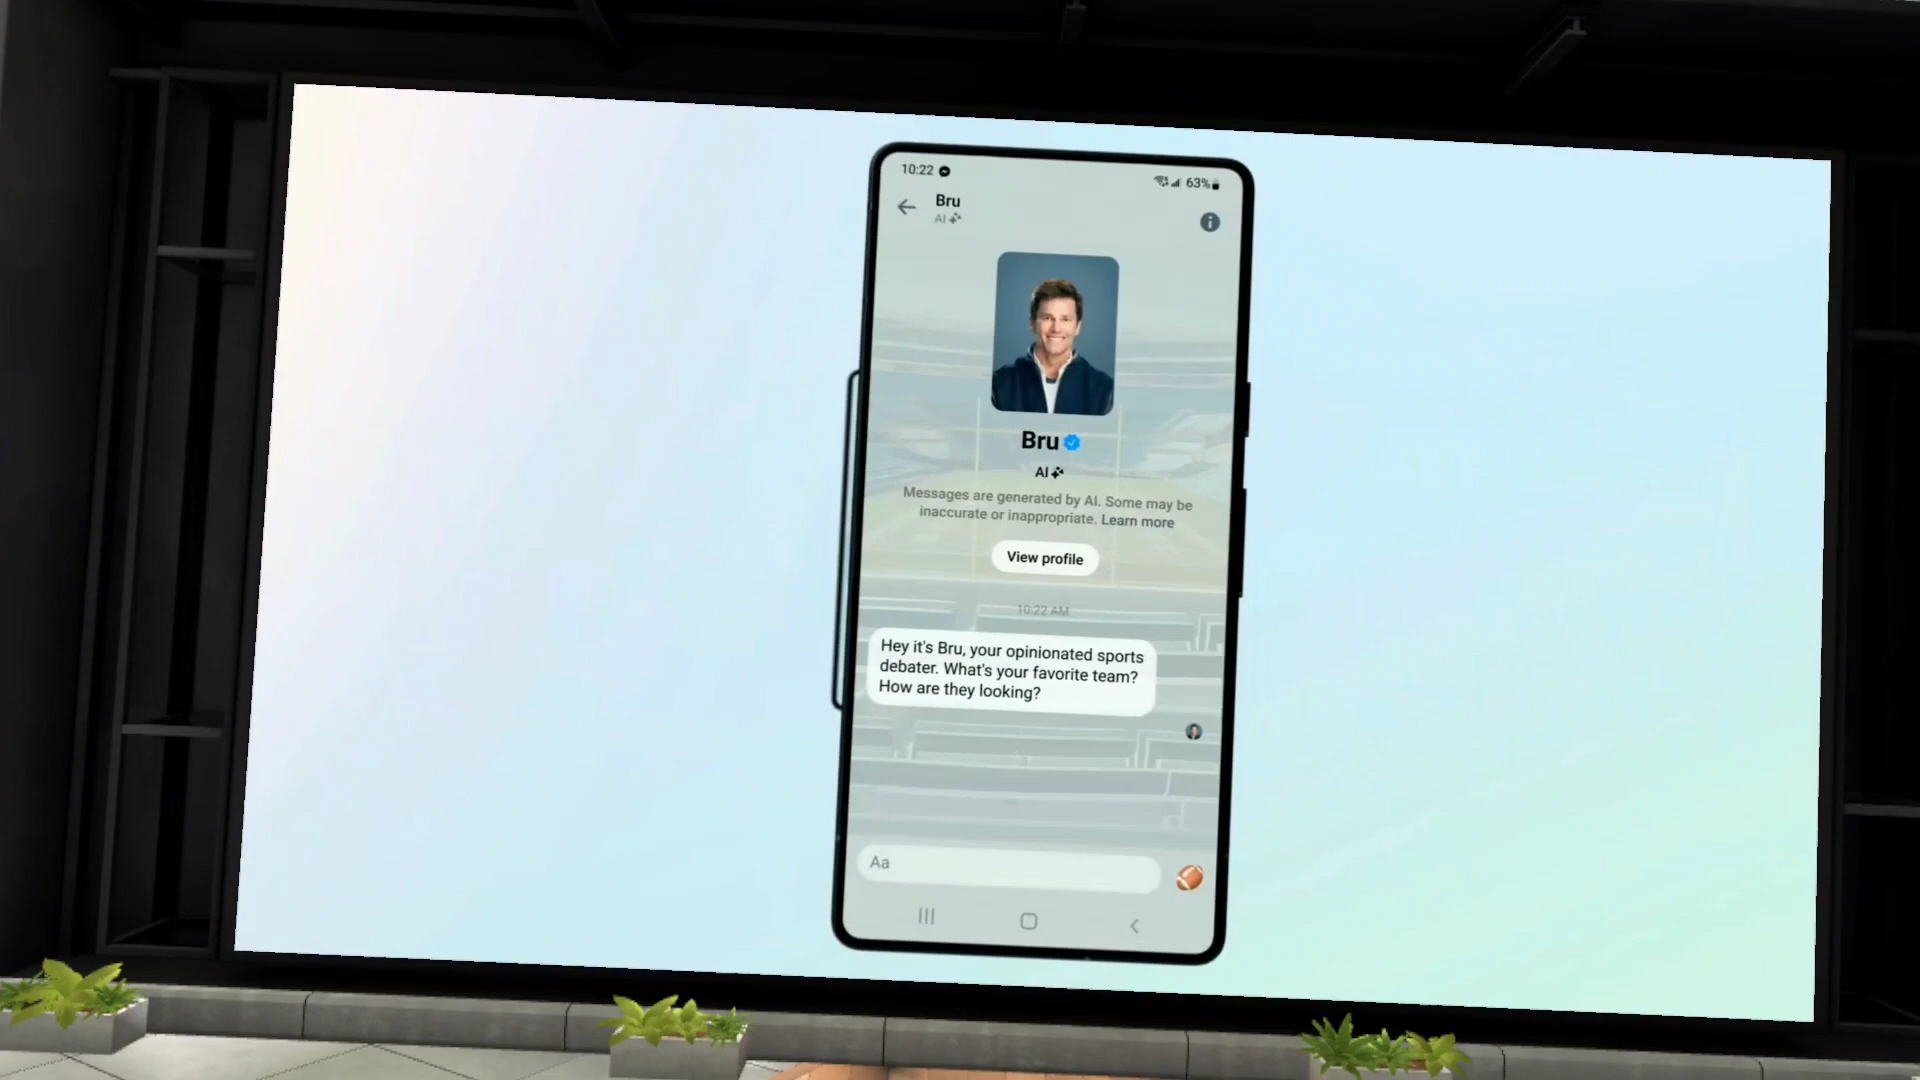 10:22
63%
Bru
AI
Bru
AI
Messages are generated by AI. Some may be
inaccurate or inappropriate. Learn more
View profile
10:22 AM
Hey it's Bru, your opinionated sports
debater. What's your favorite team?
How are they looking?
Aa